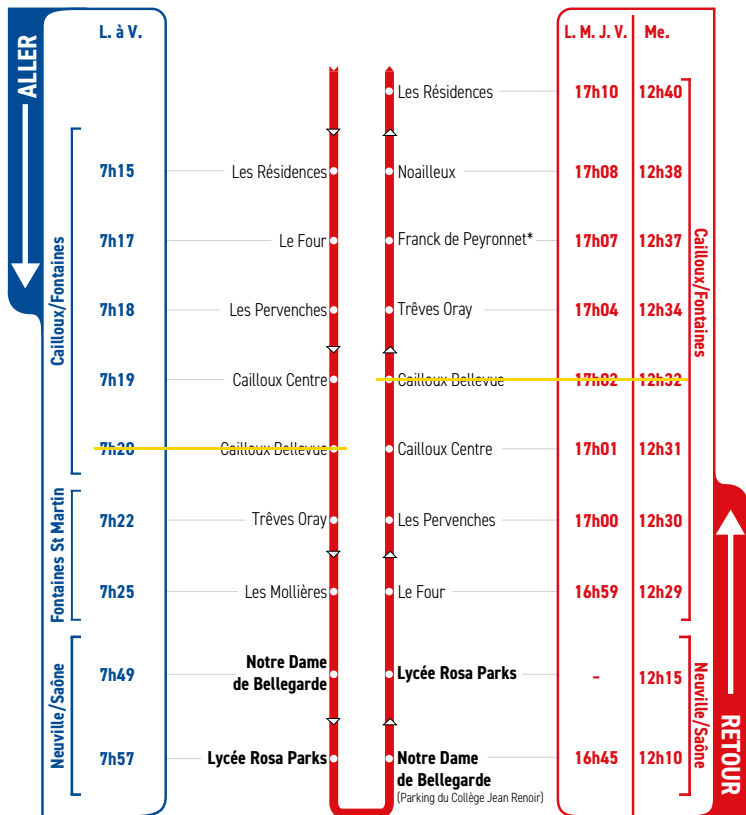 ALLER
L. à V.
Cailloux/Fontaines
7h15 Les Résidences
7h17 Le Four
7h18 Les Pervenches
7h19 Cailloux Centre
7h20 Cailloux Bellevue
Fontaines St Martin
7h22 Trêves Oray
7h25 Les Mollières
Neuville/Saône
7h49 Notre Dame
de Bellegarde
7h57 Lycée Rosa Parks
L. M. J. V. Me.
Les Résidences 17h10 12h40
Noailleux 17h08 12h38
Franck de Peyronnet* 17h07 12h37
Trêves Oray 17h04 12h34
Cailloux Bellevue 17h02 12h32
Cailloux Centre 17h01 12h31
Les Pervenches 17h00 12h30
Le Four 16h59 12h29
Cailloux/Fontaines
Lycée Rosa Parks - 12h15
Notre Dame 16h45 12h10
de Bellegarde
(Parking du Collège Jean Renoir)
Neuville/Saône
RETOUR